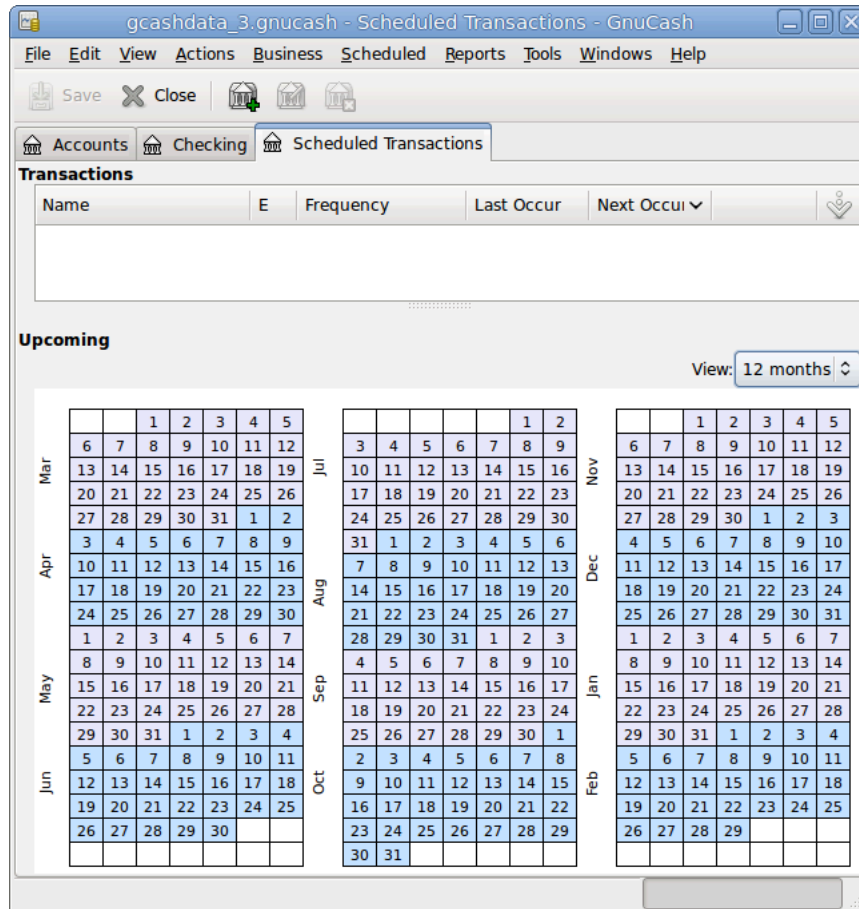 gcashdata_3.gnucash - Scheduled Transactions - GnuCash
File Edit View Actions Business Scheduled Reports Tools Windows Help
Save Close
Accounts Checking Scheduled Transactions
Transactions
Name E Frequency Last Occur Next Occur
Upcoming
View: 12 months
Mar
Apr
May
Jun
1 2 3 4 5
6 7 8 9 10 11 12
13 14 15 16 17 18 19
20 21 22 23 24 25 26
27 28 29 30 31 1 2
3 4 5 6 7 8 9
10 11 12 13 14 15 16
17 18 19 20 21 22 23
24 25 26 27 28 29 30
1 2 3 4 5 6 7
8 9 10 11 12 13 14
15 16 17 18 19 20 21
22 23 24 25 26 27 28
29 30 31 1 2 3 4
5 6 7 8 9 10 11
12 13 14 15 16 17 18
19 20 21 22 23 24 25
26 27 28 29 30
Jul
Aug
Sep
Oct
1 2
3 4 5 6 7 8 9
10 11 12 13 14 15 16
17 18 19 20 21 22 23
24 25 26 27 28 29 30
31 1 2 3 4 5 6
7 8 9 10 11 12 13
14 15 16 17 18 19 20
21 22 23 24 25 26 27
28 29 30 31 1 2 3
4 5 6 7 8 9 10
11 12 13 14 15 16 17
18 19 20 21 22 23 24
25 26 27 28 29 30 1
2 3 4 5 6 7 8
9 10 11 12 13 14 15
16 17 18 19 20 21 22
23 24 25 26 27 28 29
30 31
Nov
Dec
Jan
Feb
1 2 3 4 5
6 7 8 9 10 11 12
13 14 15 16 17 18 19
20 21 22 23 24 25 26
27 28 29 30 1 2 3
4 5 6 7 8 9 10
11 12 13 14 15 16 17
18 19 20 21 22 23 24
25 26 27 28 29 30 31
1 2 3 4 5 6 7
8 9 10 11 12 13 14
15 16 17 18 19 20 21
22 23 24 25 26 27 28
29 30 31 1 2 3 4
5 6 7 8 9 10 11
12 13 14 15 16 17 18
19 20 21 22 23 24 25
26 27 28 29